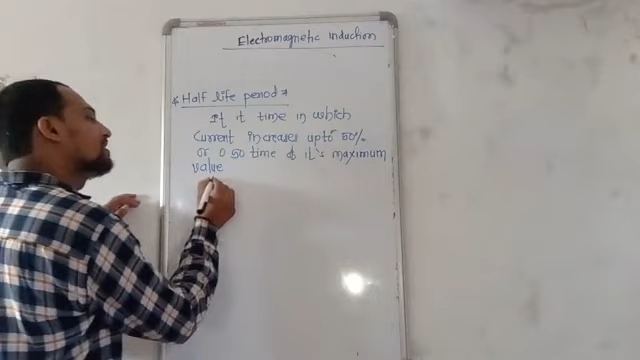 Electromagnetic induction
* Half life period →
It it time in which
Current increases upto 50%
or 0.50 time of it's maximum
value